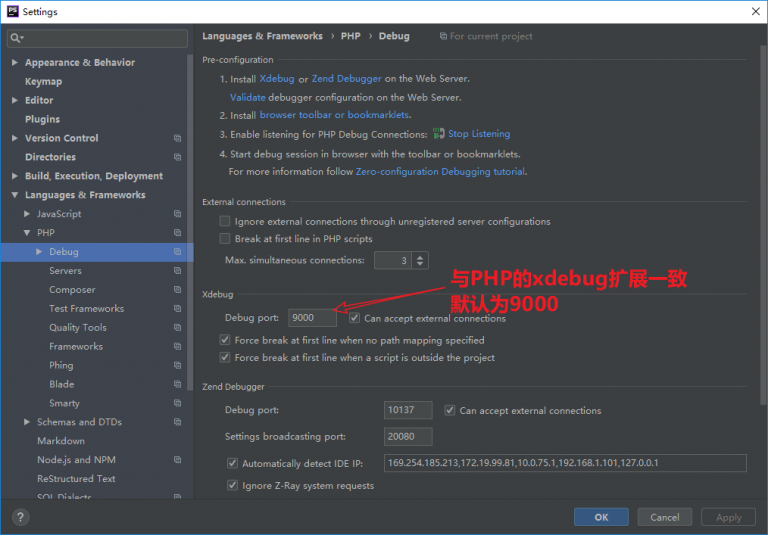 PS Settings
Languages & Frameworks › PHP › Debug For current project
Appearance & Behavior
Keymap
Editor
Plugins
Version Control
Directories
Build, Execution, Deployment
Languages & Frameworks
JavaScript
PHP
Debug
Servers
Composer
Test Frameworks
Quality Tools
Frameworks
Phing
Blade
Smarty
Schemas and DTDs
Markdown
Node.js and NPM
ReStructured Text
SQL Dialects
Pre-configuration
1. Install Xdebug or Zend Debugger on the Web Server.
Validate debugger configuration on the Web Server.
2. Install browser toolbar or bookmarklets.
3. Enable listening for PHP Debug Connections: Stop Listening
4. Start debug session in browser with the toolbar or bookmarklets.
For more information follow Zero-configuration Debugging tutorial.
External connections
Ignore external connections through unregistered server configurations
Break at first line in PHP scripts
Max. simultaneous connections: 3
与PHP的xdebug扩展一致
默认为9000
Xdebug
Debug port: 9000 Can accept external connections
Force break at first line when no path mapping specified
Force break at first line when a script is outside the project
Zend Debugger
Debug port: 10137 Can accept external connections
Settings broadcasting port: 20080
Automatically detect IDE IP: 169.254.185.213,172.19.99.81,10.0.75.1,192.168.1.101,127.0.0.1
Ignore Z-Ray system requests
? OK Cancel Apply